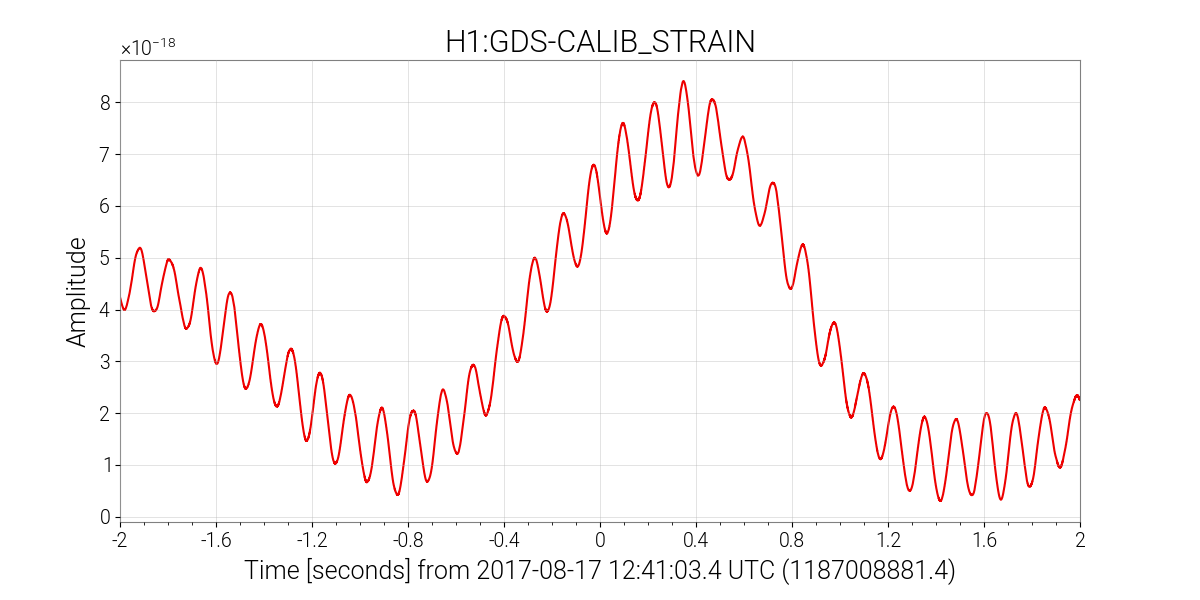 H1:GDS-CALIB_STRAIN
×10⁻¹⁸
8
7
6
5
4
3
2
1
0
Amplitude
-2 -1.6 -1.2 -0.8 -0.4 0 0.4 0.8 1.2 1.6 2
Time [seconds] from 2017-08-17 12:41:03.4 UTC (1187008881.4)